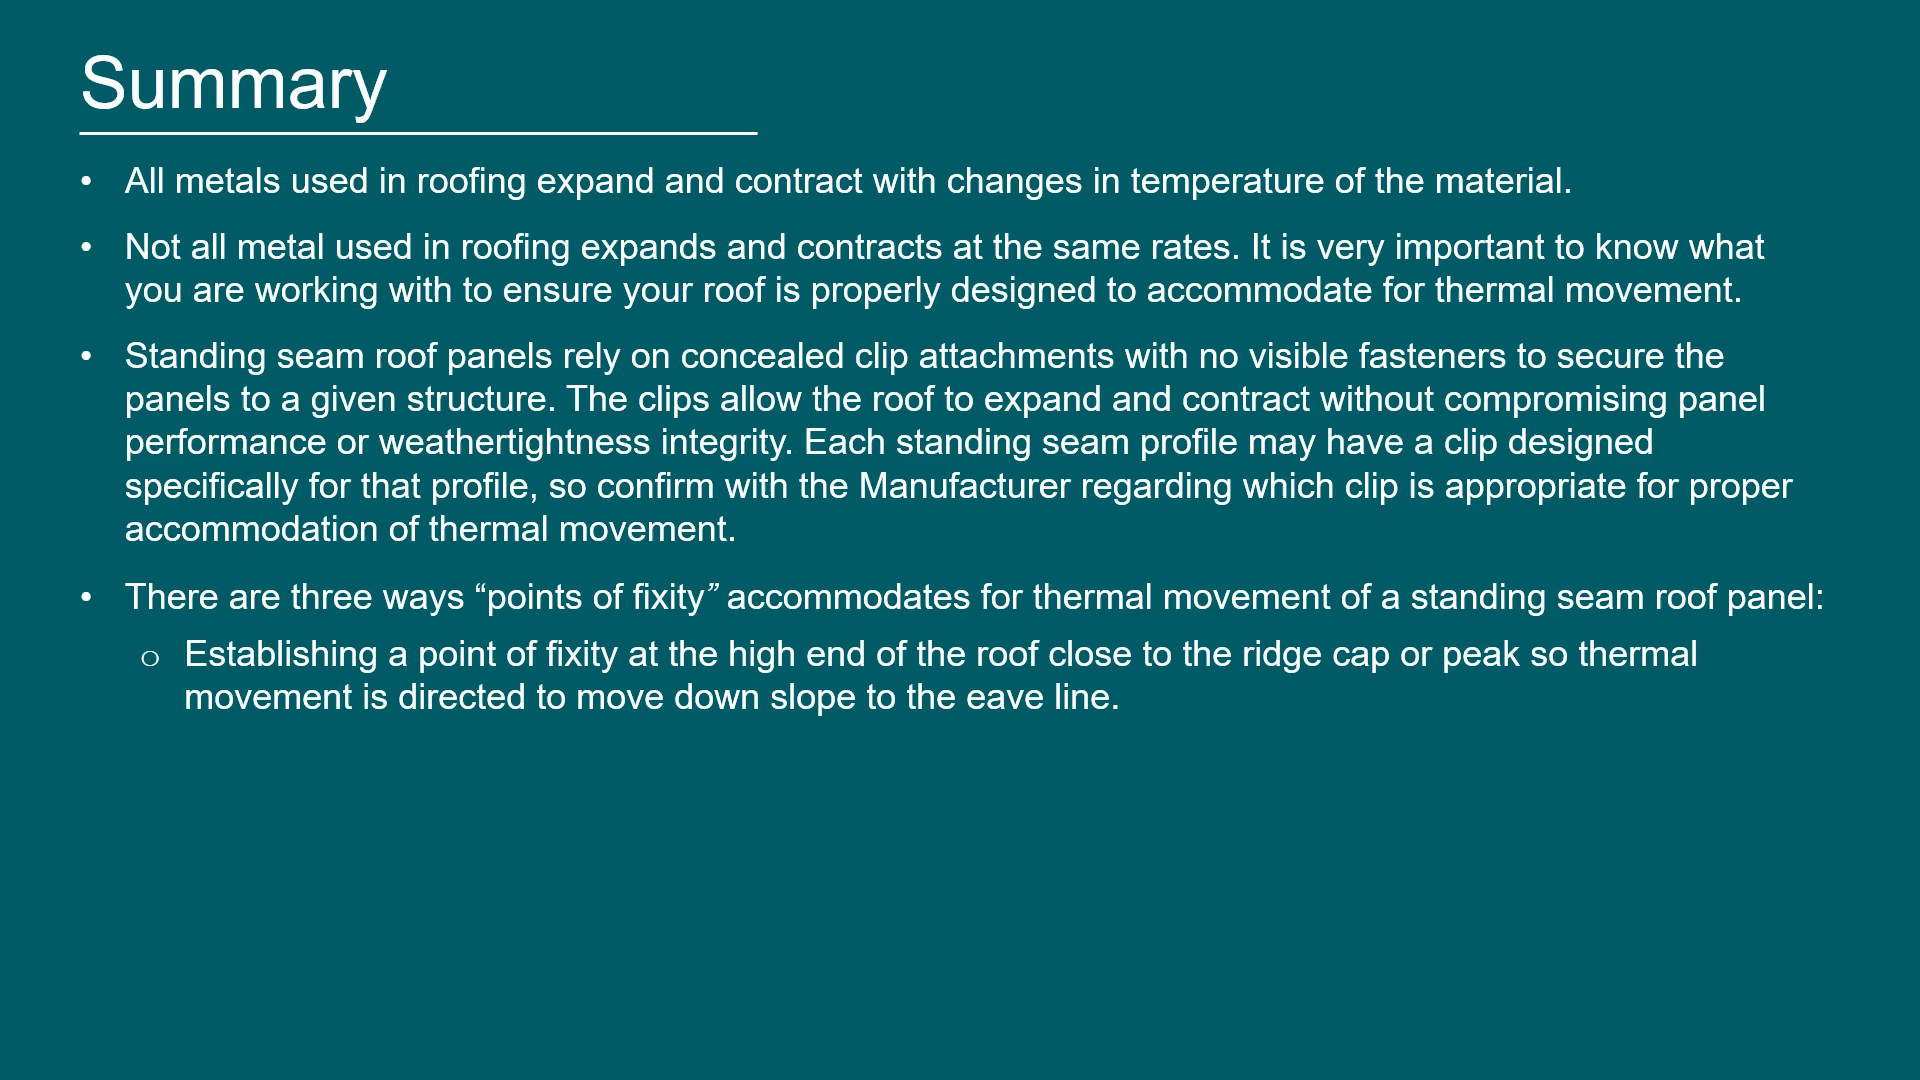 Summary
• All metals used in roofing expand and contract with changes in temperature of the material.
• Not all metal used in roofing expands and contracts at the same rates. It is very important to know what
you are working with to ensure your roof is properly designed to accommodate for thermal movement.
• Standing seam roof panels rely on concealed clip attachments with no visible fasteners to secure the
panels to a given structure. The clips allow the roof to expand and contract without compromising panel
performance or weathertightness integrity. Each standing seam profile may have a clip designed
specifically for that profile, so confirm with the Manufacturer regarding which clip is appropriate for proper
accommodation of thermal movement.
• There are three ways “points of fixity” accommodates for thermal movement of a standing seam roof panel:
o Establishing a point of fixity at the high end of the roof close to the ridge cap or peak so thermal
movement is directed to move down slope to the eave line.